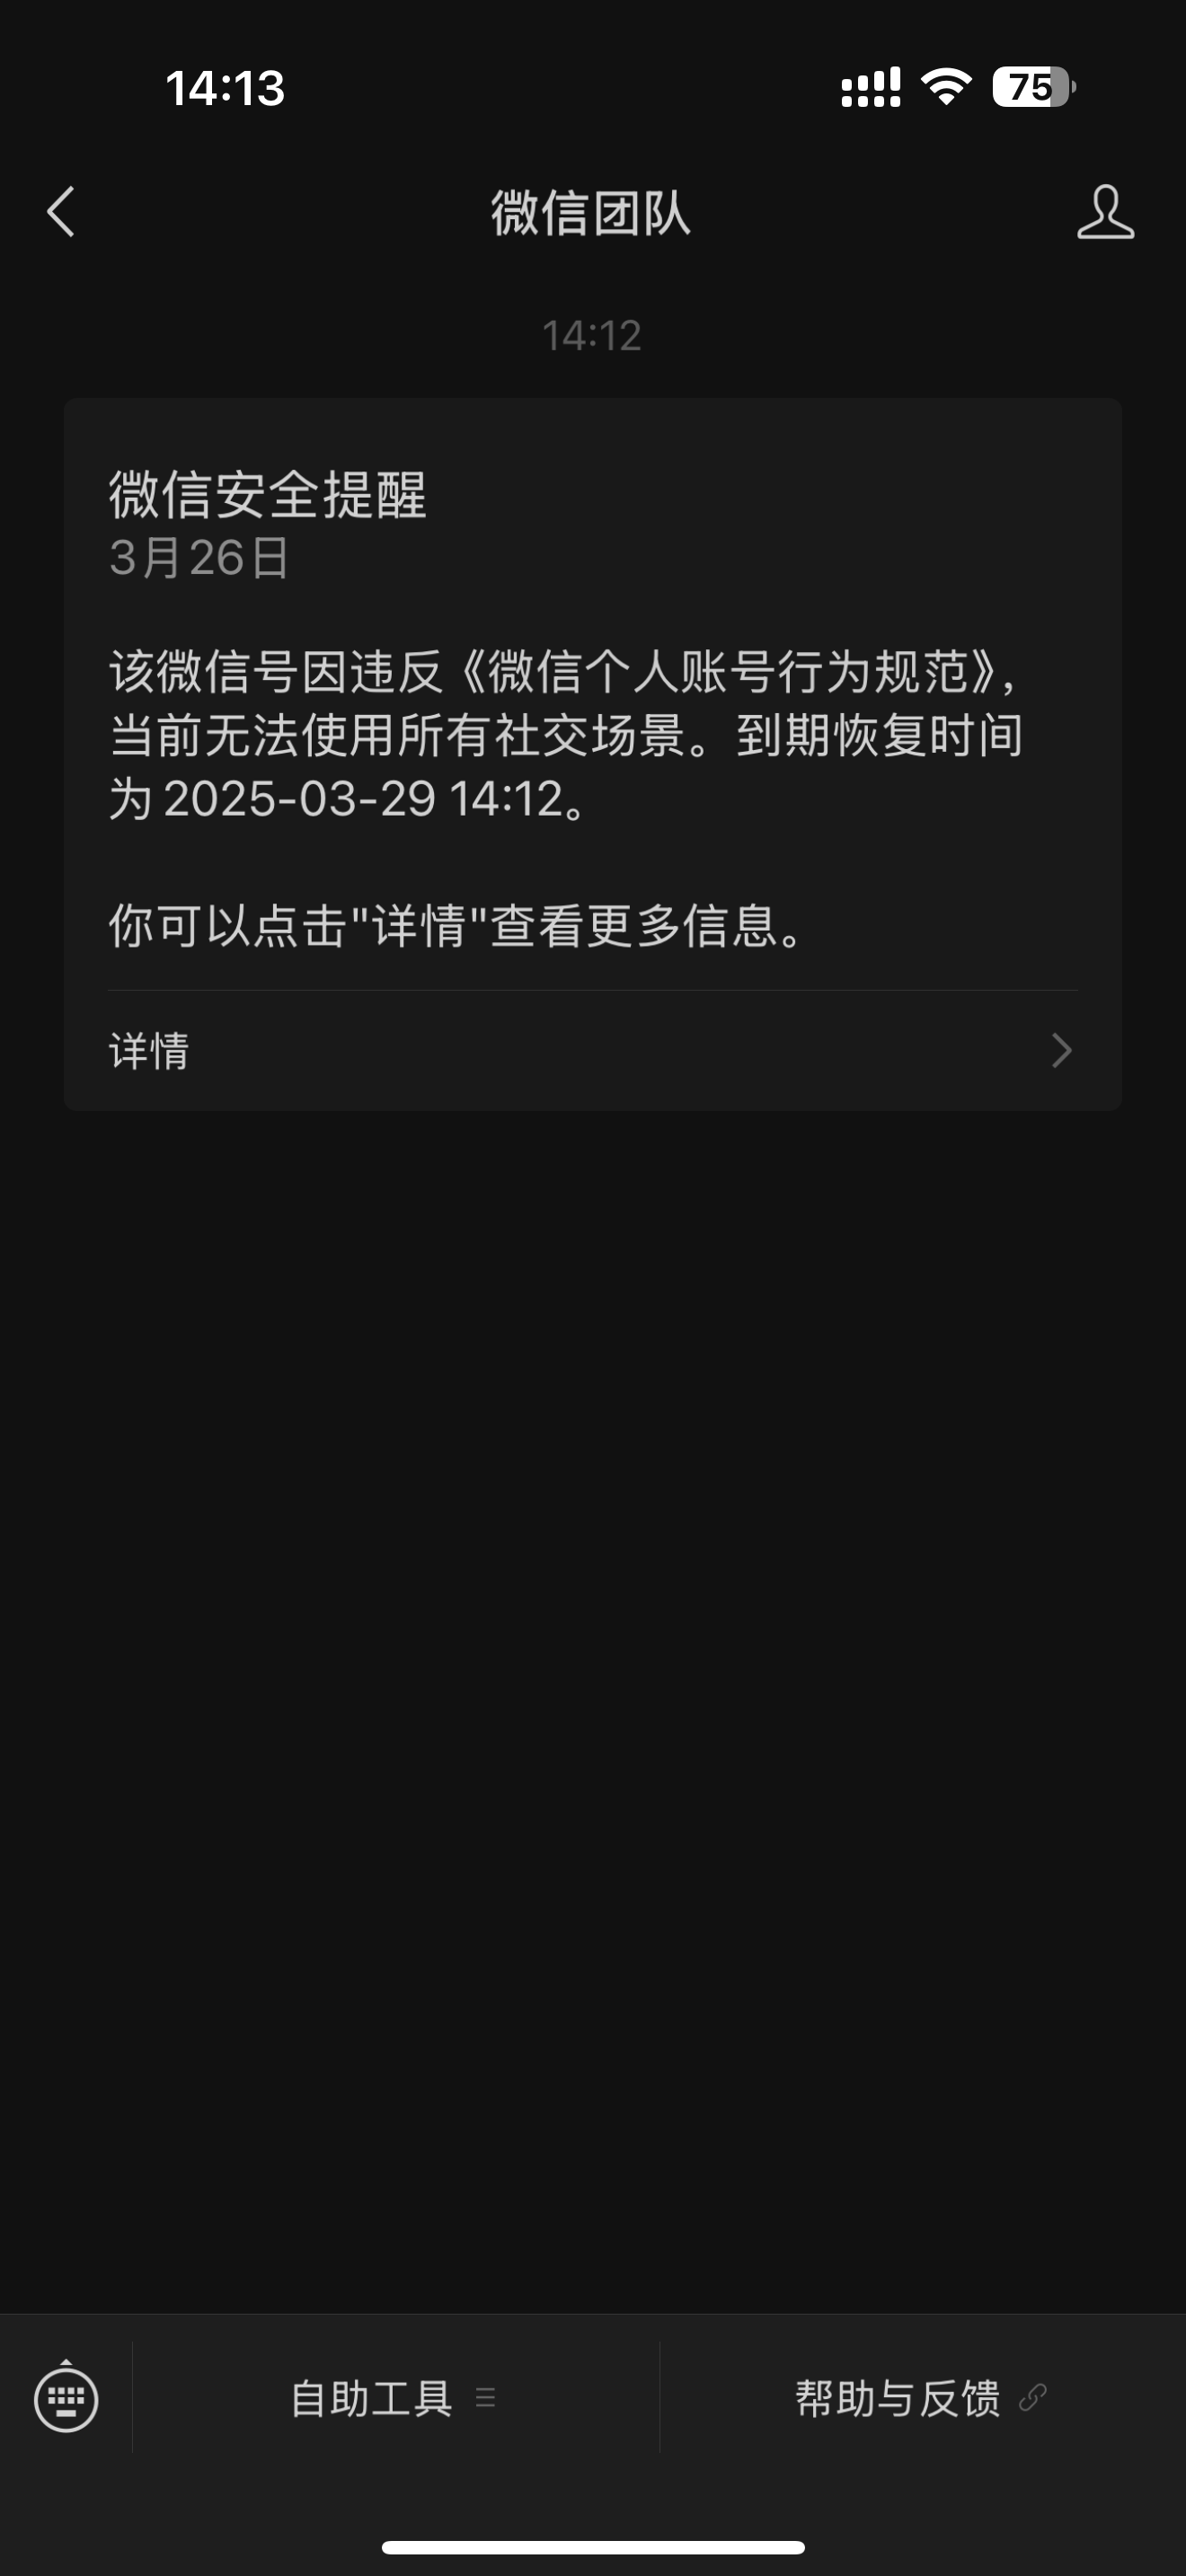 14:13
75
微信团队
14:12
微信安全提醒
3月26日
该微信号因违反《微信个人账号行为规范》，
当前无法使用所有社交场景。到期恢复时间
为 2025-03-29 14:12。
你可以点击"详情"查看更多信息。
详情
自助工具
帮助与反馈